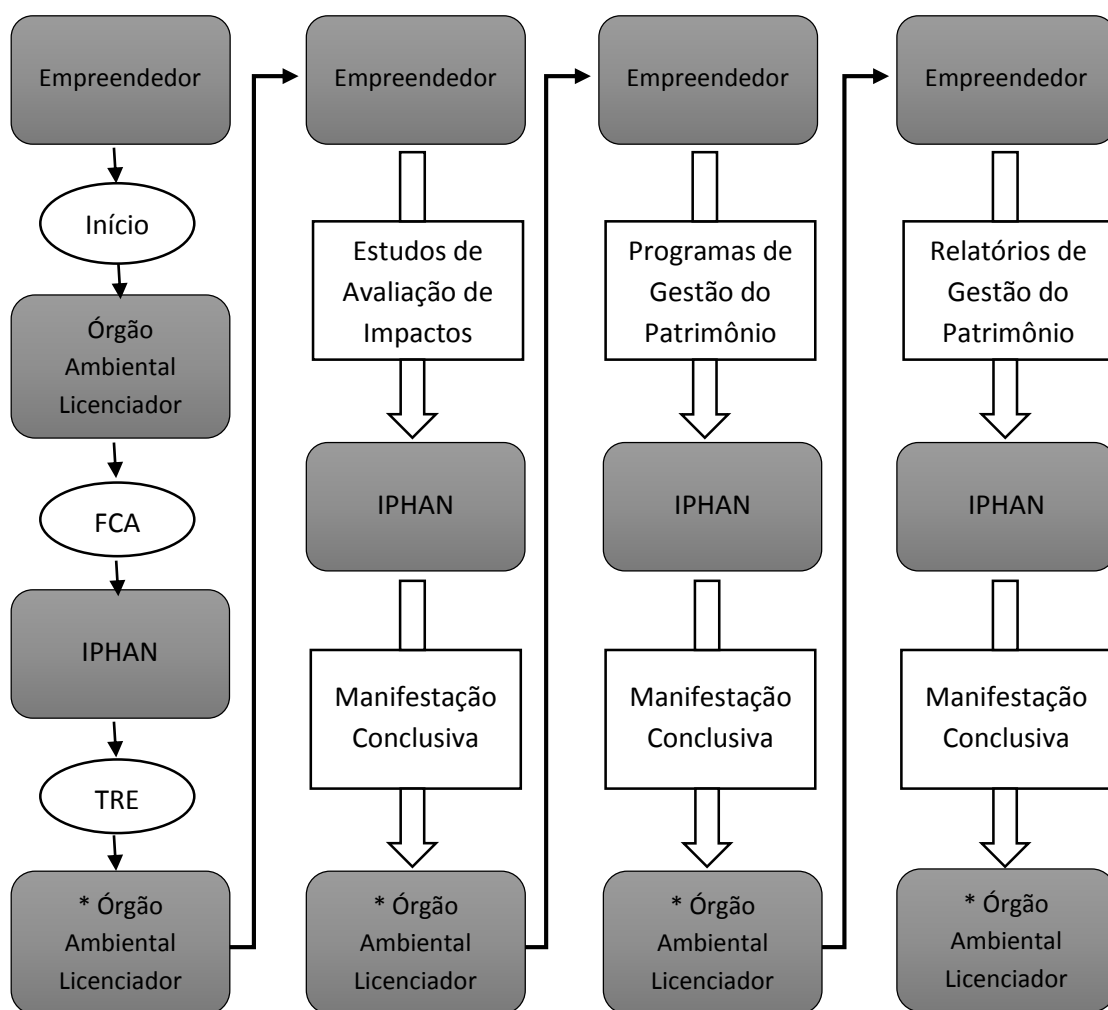 Empreendedor
Início
Órgão
Ambiental
Licenciador
FCA
IPHAN
TRE
* Órgão
Ambiental
Licenciador
Empreendedor
Estudos de
Avaliação de
Impactos
IPHAN
Manifestação
Conclusiva
* Órgão
Ambiental
Licenciador
Empreendedor
Programas de
Gestão do
Patrimônio
IPHAN
Manifestação
Conclusiva
* Órgão
Ambiental
Licenciador
Empreendedor
Relatórios de
Gestão do
Patrimônio
IPHAN
Manifestação
Conclusiva
* Órgão
Ambiental
Licenciador